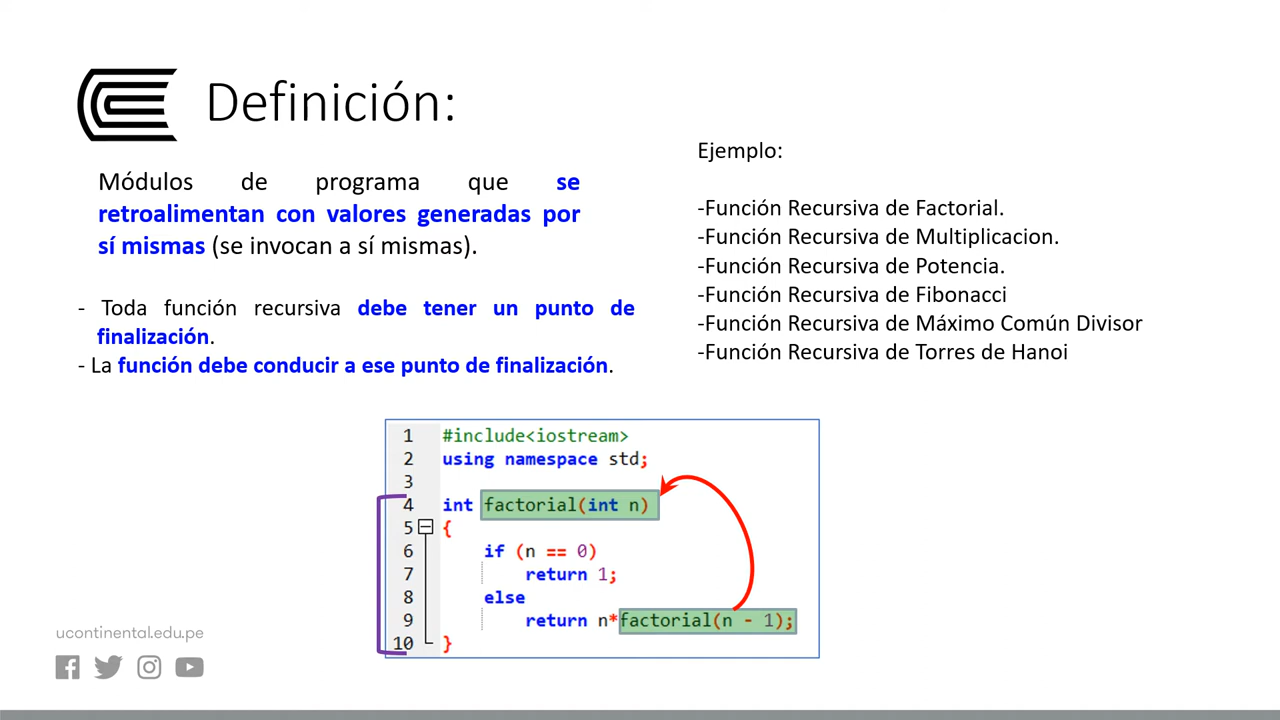 Definición:
Módulos de programa que se
retroalimentan con valores generadas por
sí mismas (se invocan a sí mismas).
- Toda función recursiva debe tener un punto de
finalización.
- La función debe conducir a ese punto de finalización.
Ejemplo:
-Función Recursiva de Factorial.
-Función Recursiva de Multiplicacion.
-Función Recursiva de Potencia.
-Función Recursiva de Fibonacci
-Función Recursiva de Máximo Común Divisor
-Función Recursiva de Torres de Hanoi
1 #include<iostream>
2 using namespace std;
3
4 int factorial(int n)
5 {
6 if (n == 0)
7 return 1;
8 else
9 return n*factorial(n - 1);
10 }
ucontinental.edu.pe